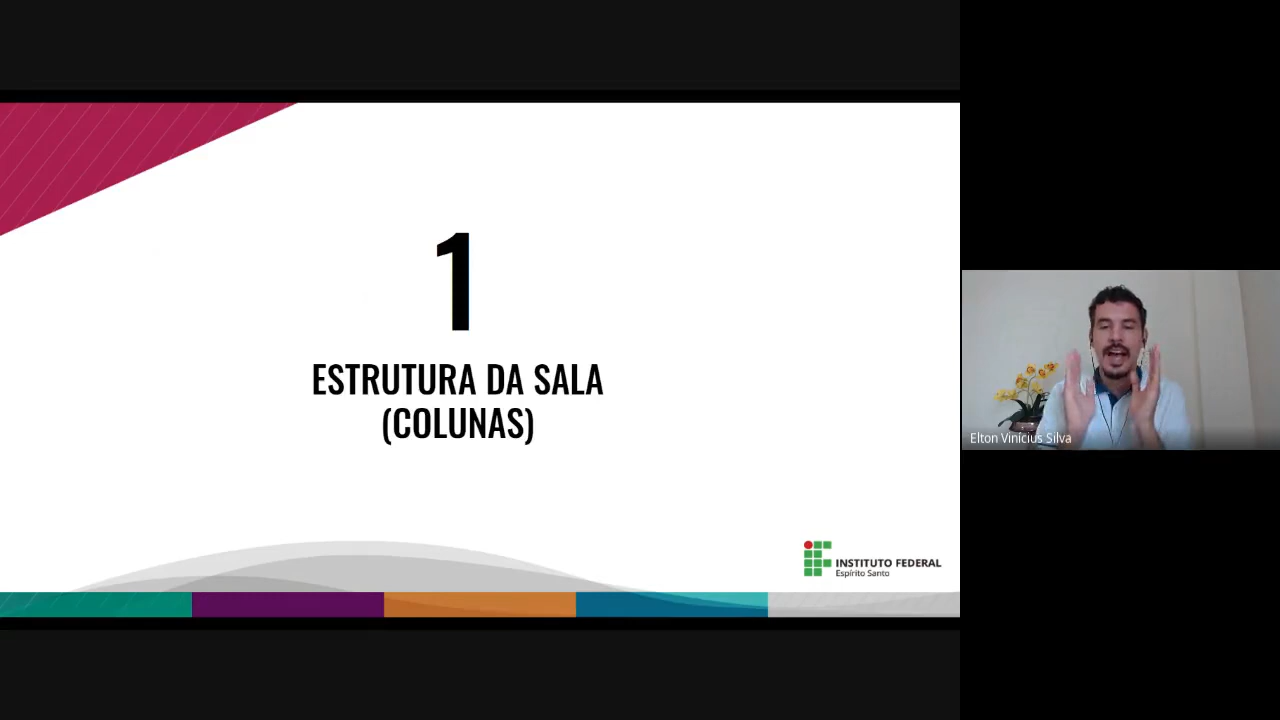 1
ESTRUTURA DA SALA
(COLUNAS)
INSTITUTO FEDERAL
Espírito Santo
Elton Vinícius Silva